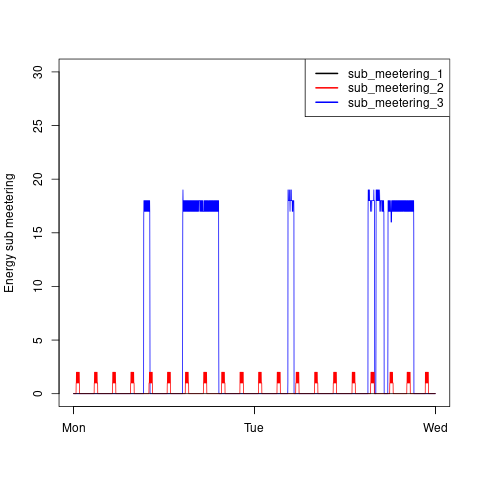 sub_meetering_1
sub_meetering_2
sub_meetering_3
Energy sub meetering
30
25
20
15
10
5
0
Mon Tue Wed